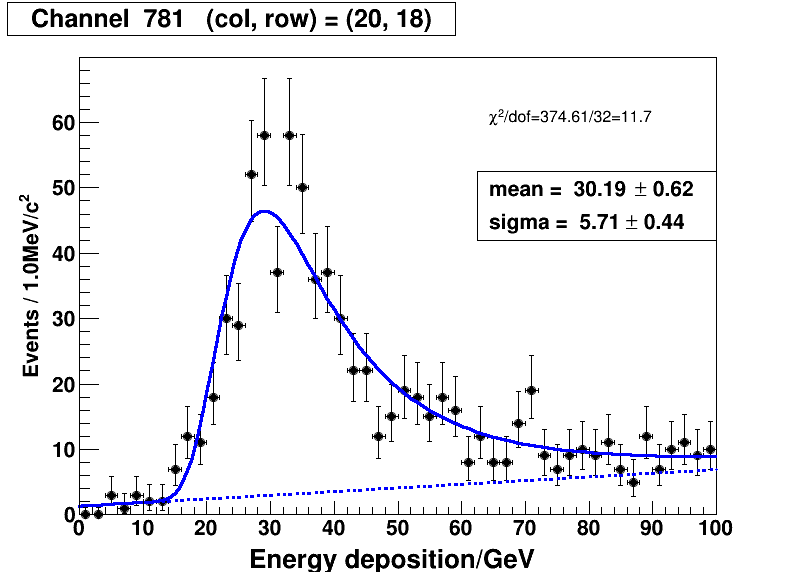 Channel 781 (col, row) = (20, 18)
χ²/dof=374.61/32=11.7
mean = 30.19 ± 0.62
sigma = 5.71 ± 0.44
Events / 1.0MeV/c²
60
50
40
30
20
10
0
0 10 20 30 40 50 60 70 80 90 100
Energy deposition/GeV